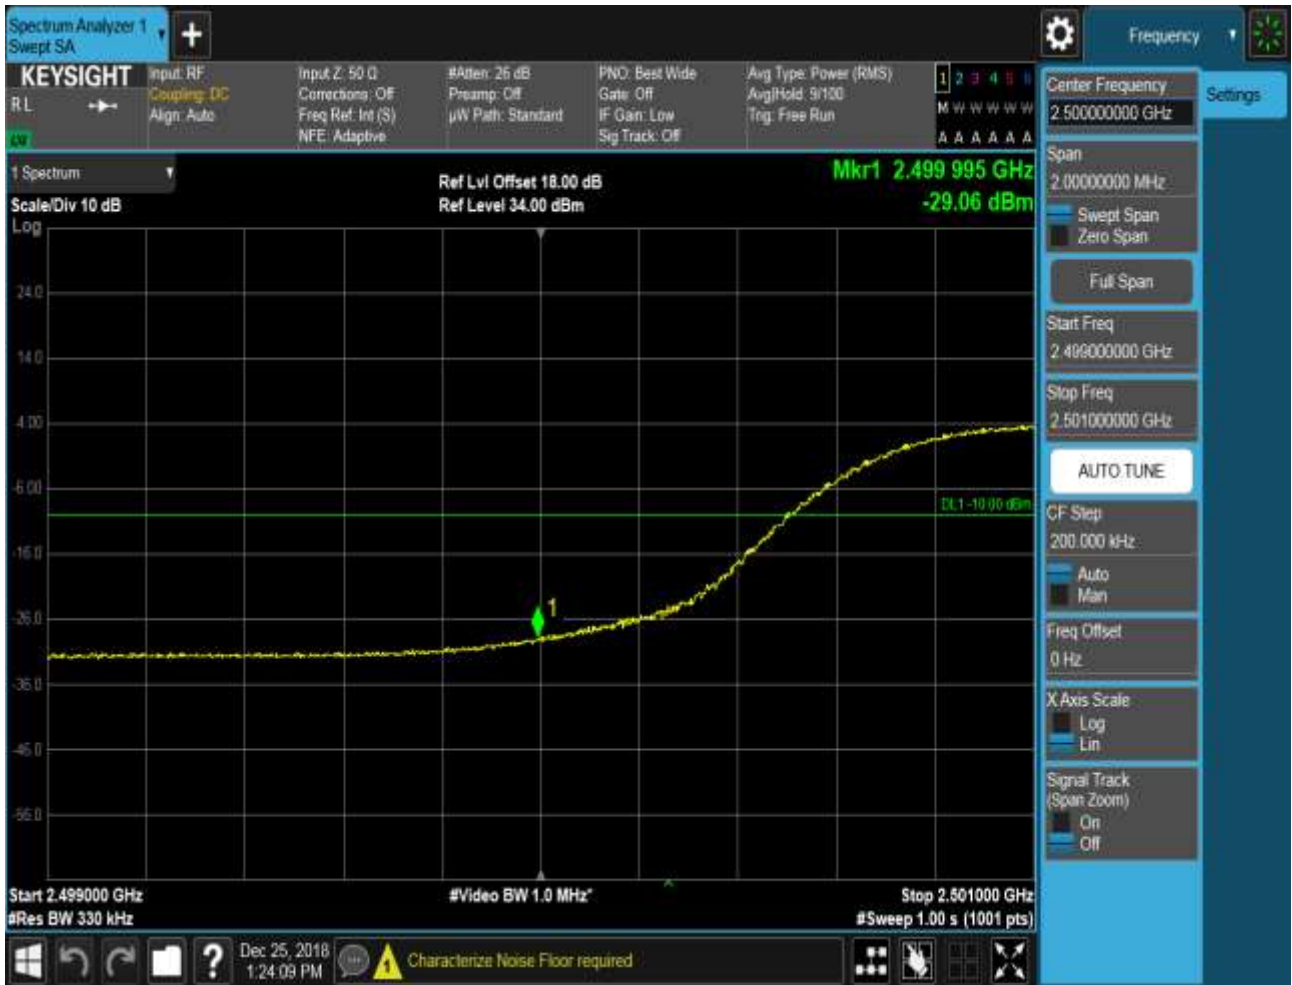 Spectrum Analyzer 1
Swept SA
Frequency
KEYSIGHT
RL
Input: RF
Coupling: DC
Align: Auto
Input Z: 50 Ω
Corrections: Off
Freq Ref: Int (S)
NFE: Adaptive
#Atten: 26 dB
Preamp: Off
µW Path: Standard
PNO: Best Wide
Gate: Off
IF Gain: Low
Sig Track: Off
Avg Type: Power (RMS)
Avg|Hold: 9/100
Trig: Free Run
1 2 3 4 5 6
M W W W W W
A A A A A A
1 Spectrum
Scale/Div 10 dB
Log
Ref Lvl Offset 18.00 dB
Ref Level 34.00 dBm
Mkr1 2.499 995 GHz
-29.06 dBm
24.0
14.0
4.00
-6.00
-16.0
-26.0
-36.0
-46.0
-56.0
DL1 -10.00 dBm
1
Start 2.499000 GHz
#Res BW 330 kHz
#Video BW 1.0 MHz*
Stop 2.501000 GHz
#Sweep 1.00 s (1001 pts)
Center Frequency
2.500000000 GHz
Settings
Span
2.00000000 MHz
Swept Span
Zero Span
Full Span
Start Freq
2.499000000 GHz
Stop Freq
2.501000000 GHz
AUTO TUNE
CF Step
200.000 kHz
Auto
Man
Freq Offset
0 Hz
X Axis Scale
Log
Lin
Signal Track
(Span Zoom)
On
Off
?
Dec 25, 2018
1:24:09 PM
1
Characterize Noise Floor required